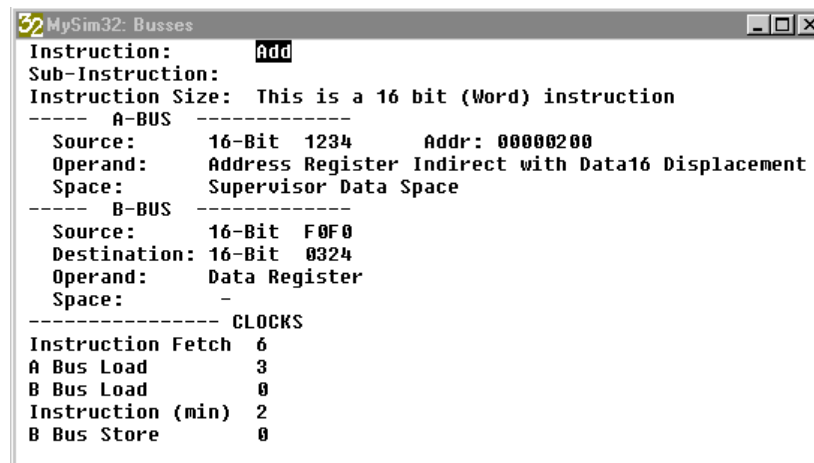 32 MySim32: Busses
Instruction: Add
Sub-Instruction:
Instruction Size: This is a 16 bit (Word) instruction
----- A-BUS -------------
Source: 16-Bit 1234 Addr: 00000200
Operand: Address Register Indirect with Data16 Displacement
Space: Supervisor Data Space
----- B-BUS -------------
Source: 16-Bit F0F0
Destination: 16-Bit 0324
Operand: Data Register
Space: -
---------------- CLOCKS
Instruction Fetch 6
A Bus Load 3
B Bus Load 0
Instruction (min) 2
B Bus Store 0